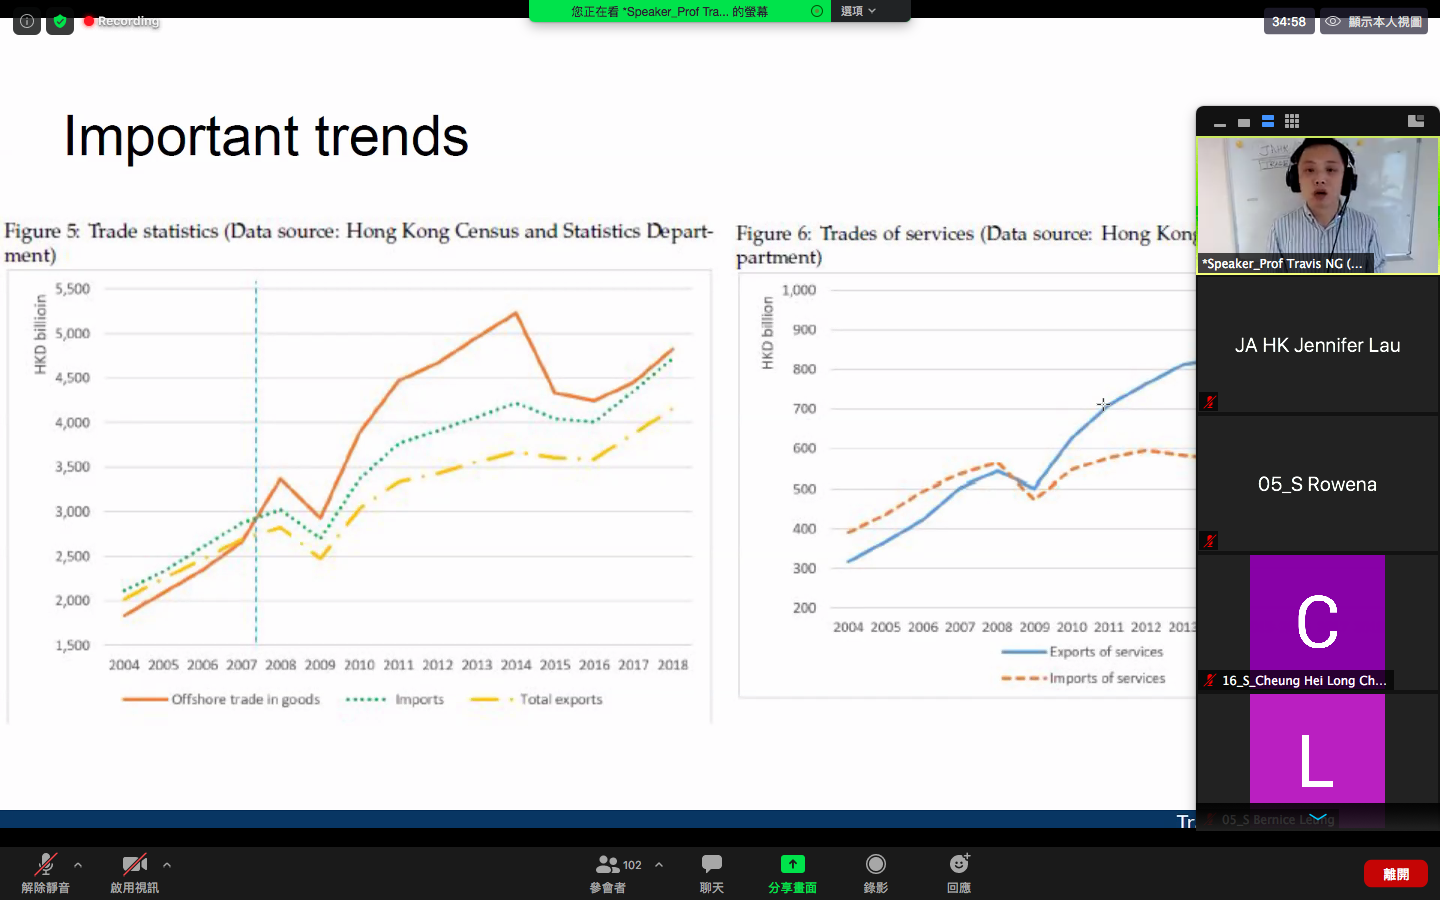 Recording
您正在看 *Speaker_Prof Tra... 的螢幕
選項
34:58
顯示本人視圖
Important trends
Figure 5: Trade statistics (Data source: Hong Kong Census and Statistics Depart-
ment)
HKD billioin
5,500
5,000
4,500
4,000
3,500
3,000
2,500
2,000
1,500
2004 2005 2006 2007 2008 2009 2010 2011 2012 2013 2014 2015 2016 2017 2018
Offshore trade in goods
Imports
Total exports
Figure 6: Trades of services (Data source: Hong Kong
partment)
HKD billion
1,000
900
800
700
600
500
400
300
200
2004 2005 2006 2007 2008 2009 2010 2011 2012 2013
Exports of services
Imports of services
*Speaker_Prof Travis NG (...
JA HK Jennifer Lau
05_S Rowena
C
16_S_Cheung Hei Long Ch...
L
05_S Bernice Leung
解除靜音
啟用視訊
102
參會者
聊天
分享畫面
錄影
回應
離開